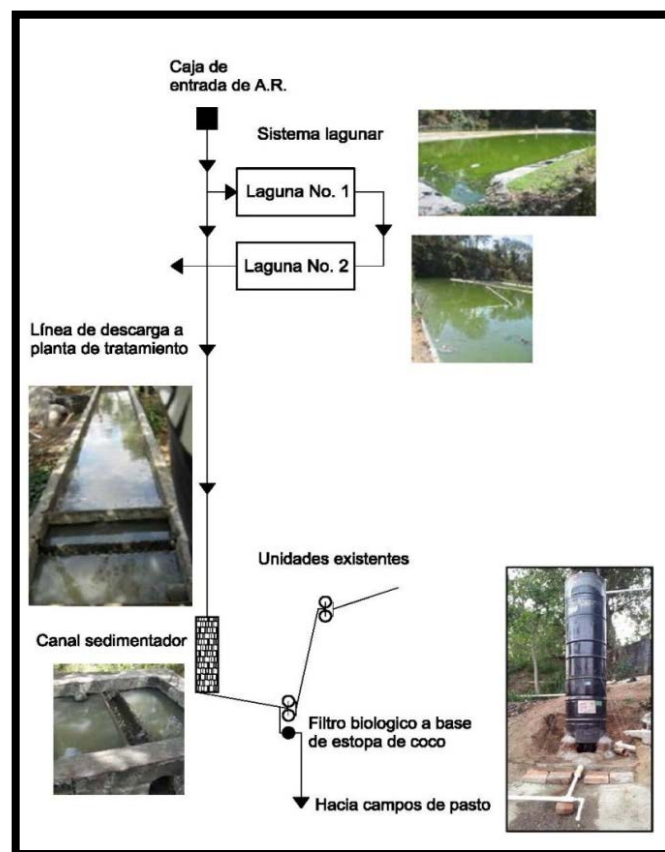 Caja de
entrada de A.R.
Sistema lagunar
Laguna No. 1
Laguna No. 2
Línea de descarga a
planta de tratamiento
Unidades existentes
Canal sedimentador
Filtro biologico a base
de estopa de coco
Hacia campos de pasto